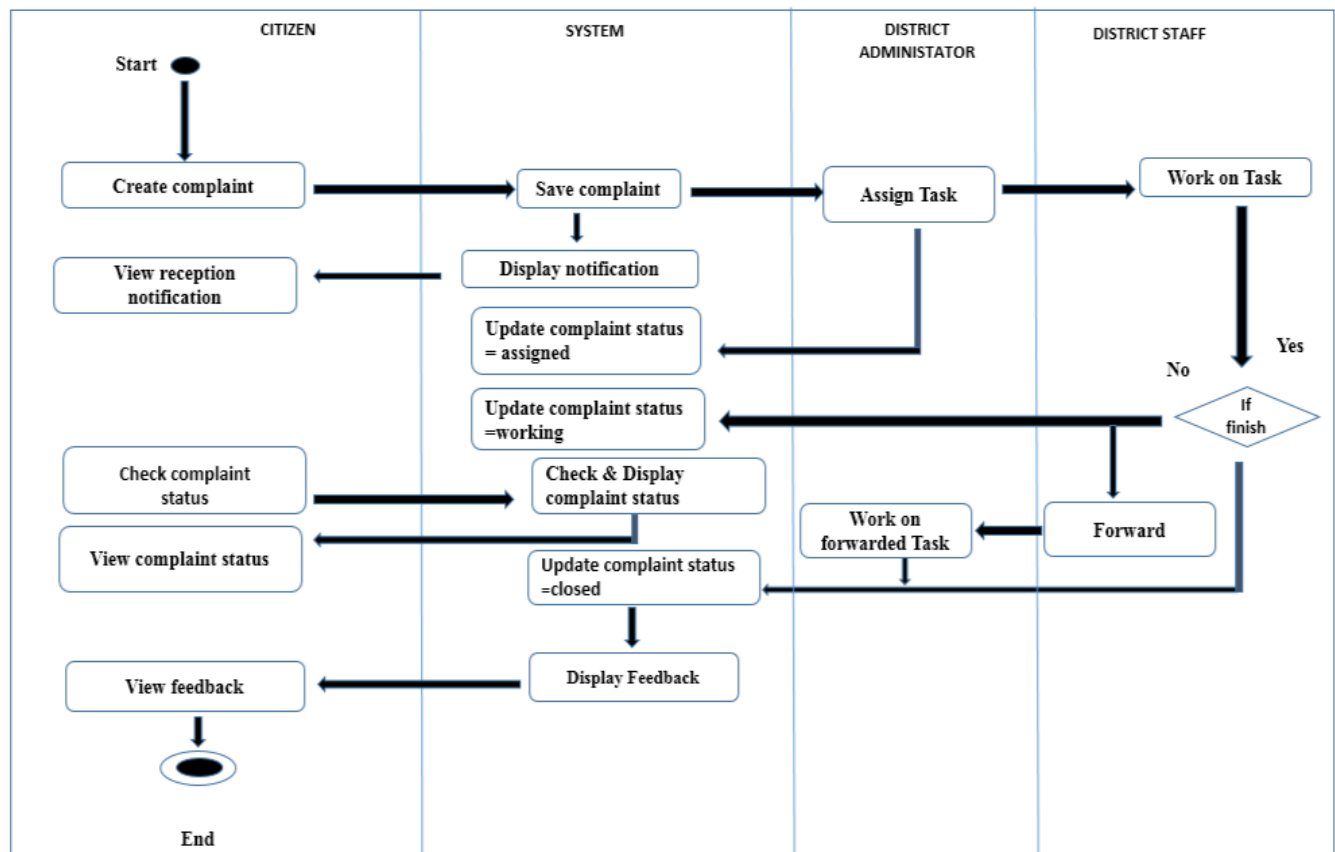 CITIZEN
SYSTEM
DISTRICT
ADMINISTATOR
DISTRICT STAFF
Start
Create complaint
Save complaint
Assign Task
Work on Task
View reception
notification
Display notification
Update complaint status
= assigned
Yes
No
If
finish
Update complaint status
=working
Check complaint
status
Check & Display
complaint status
View complaint status
Work on
forwarded Task
Forward
Update complaint status
=closed
View feedback
Display Feedback
End